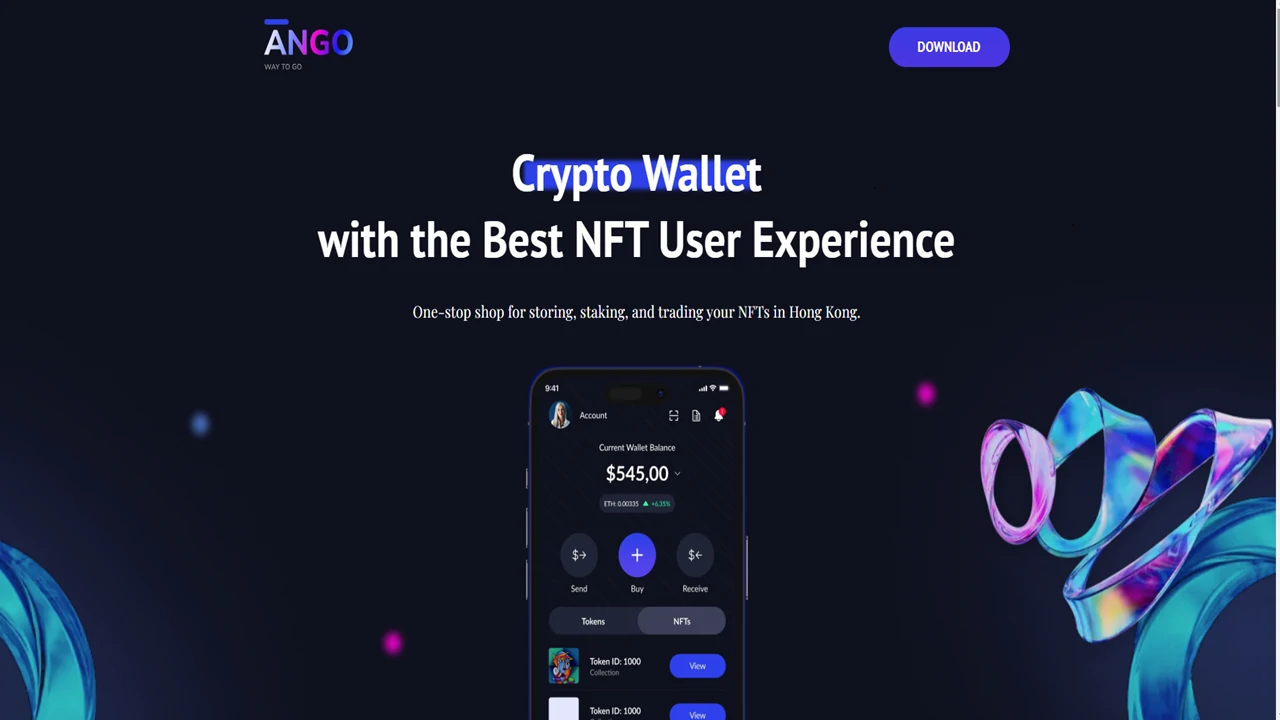 ANGO
WAY TO GO
DOWNLOAD
Crypto Wallet
with the Best NFT User Experience
One-stop shop for storing, staking, and trading your NFTs in Hong Kong.
9:41
Account
Current Wallet Balance
$545,00
ETH: 0.00335 ▲ +6,35%
$→ + $←
Send Buy Receive
Tokens NFTs
Token ID: 1000
Collection
View
Token ID: 1000
View